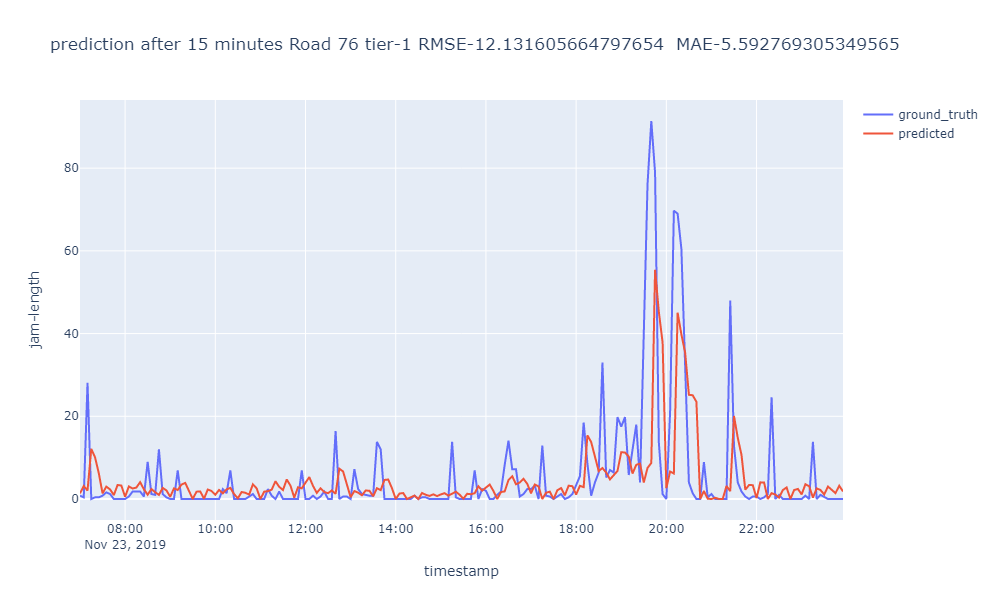 prediction after 15 minutes Road 76 tier-1 RMSE-12.131605664797654  MAE-5.592769305349565
ground_truth
predicted
80
60
40
20
0
jam-length
08:00 10:00 12:00 14:00 16:00 18:00 20:00 22:00
Nov 23, 2019
timestamp